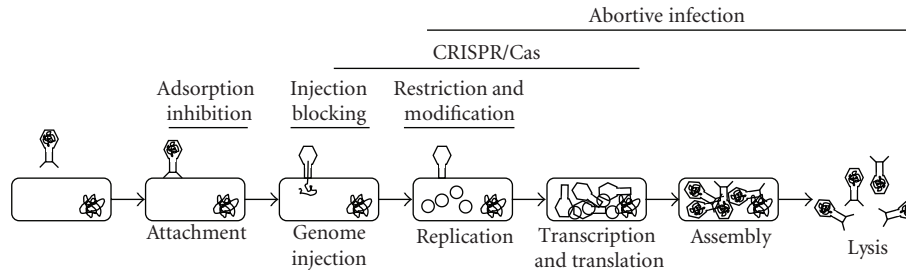 Abortive infection
CRISPR/Cas
Adsorption
inhibition
Injection
blocking
Restriction and
modification
Attachment
Genome
injection
Replication
Transcription
and translation
Assembly
Lysis